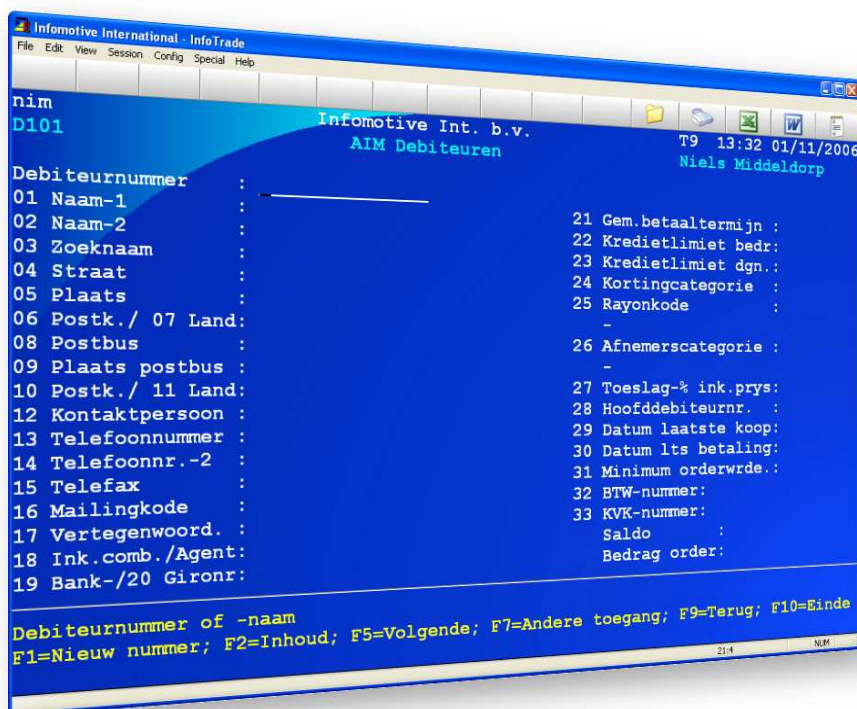 Infomotive International - InfoTrade
File Edit View Session Config Special Help
nim
D101
Infomotive Int. b.v.
AIM Debiteuren
T9 13:32 01/11/2006
Niels Middeldorp
Debiteurnummer :
01 Naam-1 :
02 Naam-2 :
03 Zoeknaam :
04 Straat :
05 Plaats :
06 Postk./ 07 Land:
08 Postbus :
09 Plaats postbus :
10 Postk./ 11 Land:
12 Kontaktpersoon :
13 Telefoonnummer :
14 Telefoonnr.-2 :
15 Telefax :
16 Mailingkode :
17 Vertegenwoord. :
18 Ink.comb./Agent:
19 Bank-/20 Gironr:
21 Gem.betaaltermijn :
22 Kredietlimiet bedr:
23 Kredietlimiet dgn.:
24 Kortingcategorie :
25 Rayonkode :
-
26 Afnemerscategorie :
-
27 Toeslag-% ink.prys:
28 Hoofddebiteurnr. :
29 Datum laatste koop:
30 Datum lts betaling:
31 Minimum orderwrde.:
32 BTW-nummer:
33 KVK-nummer:
Saldo :
Bedrag order:
Debiteurnummer of -naam
F1=Nieuw nummer; F2=Inhoud; F5=Volgende; F7=Andere toegang; F9=Terug; F10=Einde
21:4 NUM